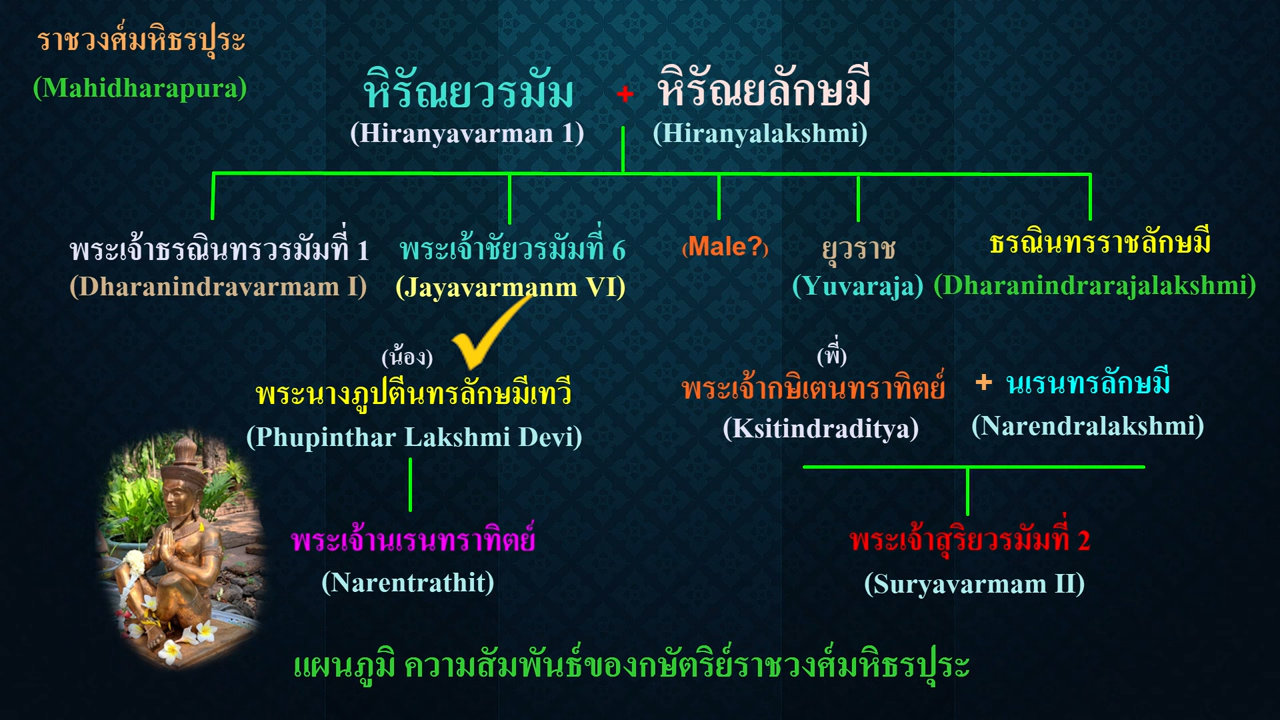 ราชวงศ์มหิธรปุระ
(Mahidharapura)
หิรัณยวรมัม + หิรัณยลักษมี
(Hiranyavarman 1) (Hiranyalakshmi)
พระเจ้าธรณินทรวรมัมที่ 1 พระเจ้าชัยวรมัมที่ 6 (Male?) ยุวราช ธรณินทรราชลักษมี
(Dharanindravarmam I) (Jayavarmanm VI) (Yuvaraja) (Dharanindrarajalakshmi)
(น้อง) (พี่)
พระนางภูปตีนทรลักษมีเทวี พระเจ้ากษิเตนทราทิตย์ + นเรนทรลักษมี
(Phupinthar Lakshmi Devi) (Ksitindraditya) (Narendralakshmi)
พระเจ้านเรนทราทิตย์ พระเจ้าสุริยวรมัมที่ 2
(Narentrathit) (Suryavarmam II)
แผนภูมิ ความสัมพันธ์ของกษัตริย์ราชวงศ์มหิธรปุระ